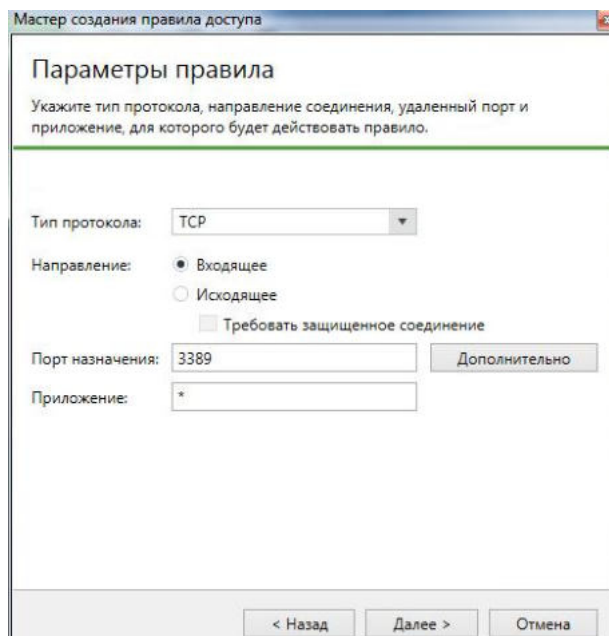 Мастер создания правила доступа
Параметры правила
Укажите тип протокола, направление соединения, удаленный порт и
приложение, для которого будет действовать правило.
Тип протокола: TCP
Направление: Входящее
Исходящее
Требовать защищенное соединение
Порт назначения: 3389 Дополнительно
Приложение: *
< Назад Далее > Отмена